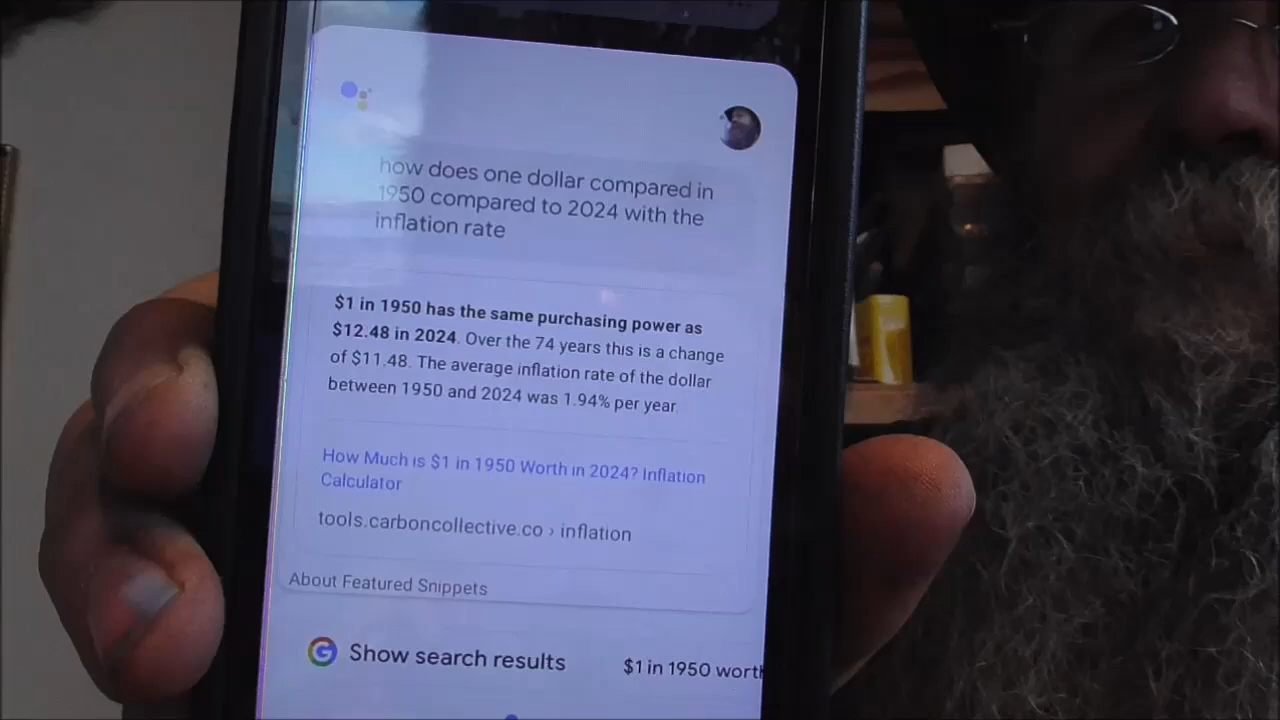 how does one dollar compared in
1950 compared to 2024 with the
inflation rate
$1 in 1950 has the same purchasing power as
$12.48 in 2024. Over the 74 years this is a change
of $11.48. The average inflation rate of the dollar
between 1950 and 2024 was 1.94% per year
How Much is $1 in 1950 Worth in 2024? Inflation
Calculator
tools.carboncollective.co › inflation
About Featured Snippets
Show search results
$1 in 1950 worth